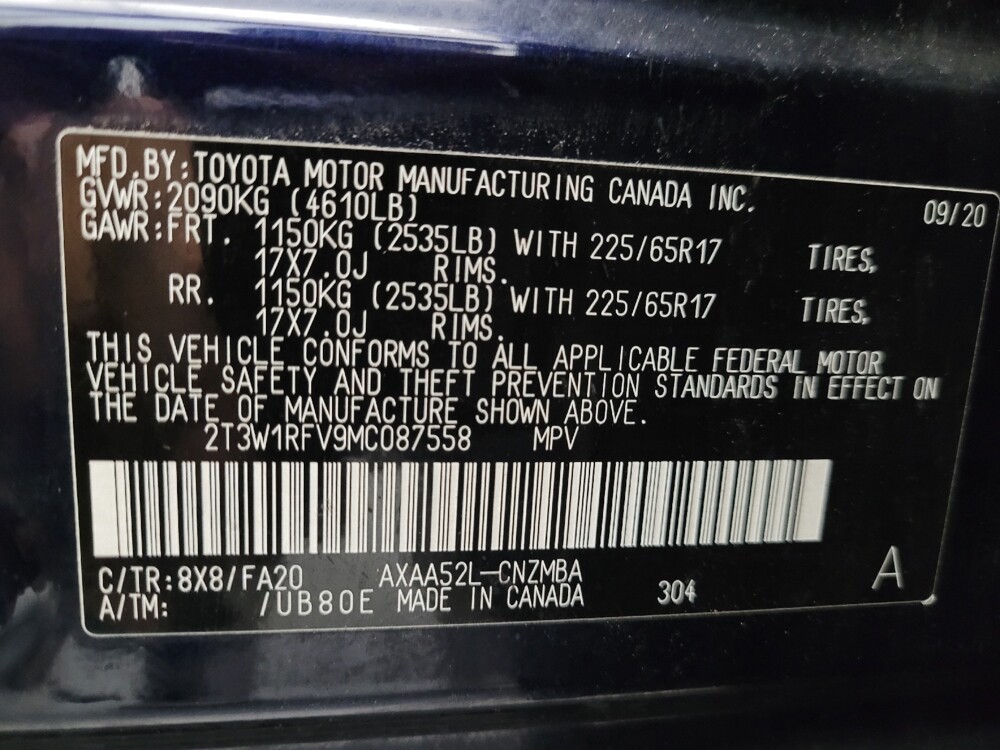 MFD.BY:TOYOTA MOTOR MANUFACTURING CANADA INC. 09/20
GVWR:2090KG (4610LB)
GAWR:FRT. 1150KG (2535LB) WITH 225/65R17 TIRES,
17X7.0J RIMS.
RR. 1150KG (2535LB) WITH 225/65R17 TIRES,
17X7.0J RIMS.
THIS VEHICLE CONFORMS TO ALL APPLICABLE FEDERAL MOTOR
VEHICLE SAFETY AND THEFT PREVENTION STANDARDS IN EFFECT ON
THE DATE OF MANUFACTURE SHOWN ABOVE.
2T3W1RFV9MC087558 MPV
C/TR:8X8/FA20 AXAA52L-CNZMBA
A/TM: /UB80E MADE IN CANADA 304 A